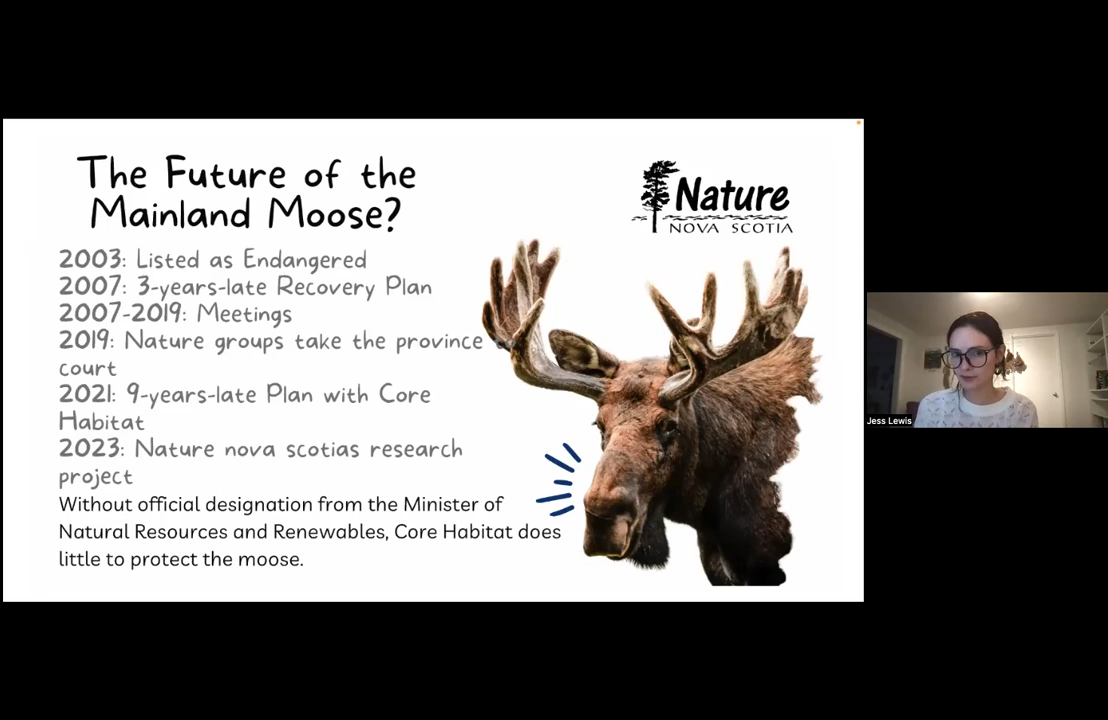 The Future of the
Mainland Moose?
Nature
NOVA SCOTIA
2003: Listed as Endangered
2007: 3-years-late Recovery Plan
2007-2019: Meetings
2019: Nature groups take the province
court
2021: 9-years-late Plan with Core
Habitat
2023: Nature nova scotias research
project
Without official designation from the Minister of
Natural Resources and Renewables, Core Habitat does
little to protect the moose.
Jess Lewis